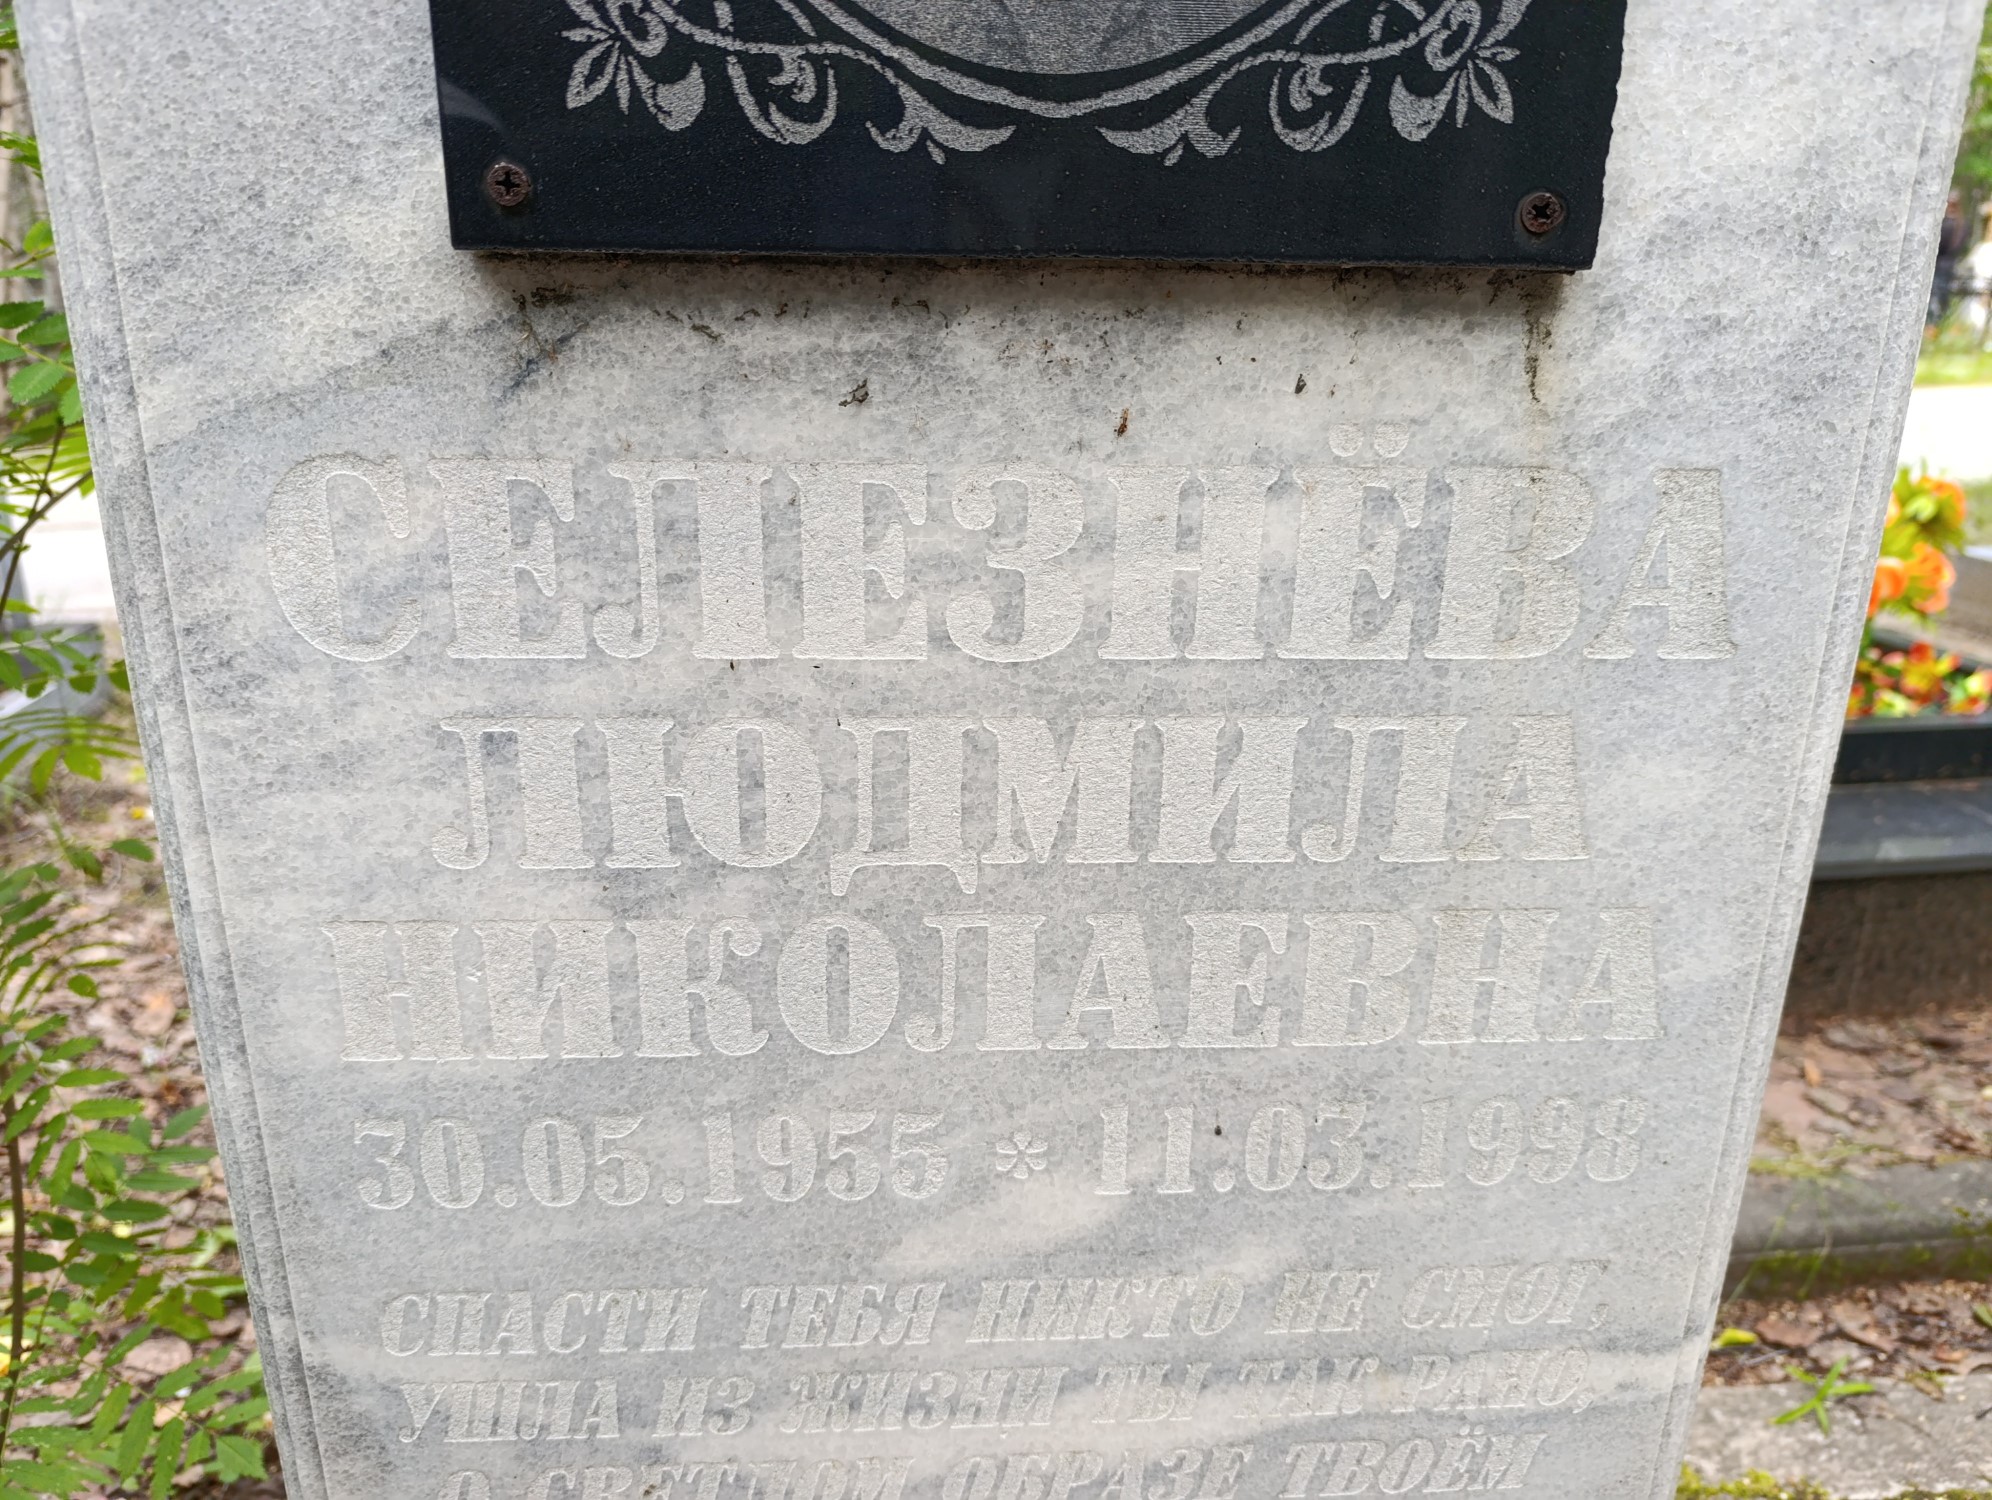 СЕЛЕЗНЁВА
ЛЮДМИЛА
НИКОЛАЕВНА
30.05.1955 * 11.03.1998
СПАСТИ ТЕБЯ НИКТО НЕ СМОГ,
УШЛА ИЗ ЖИЗНИ ТЫ ТАК РАНО,
О СВЕТЛОМ ОБРАЗЕ ТВОЁМ